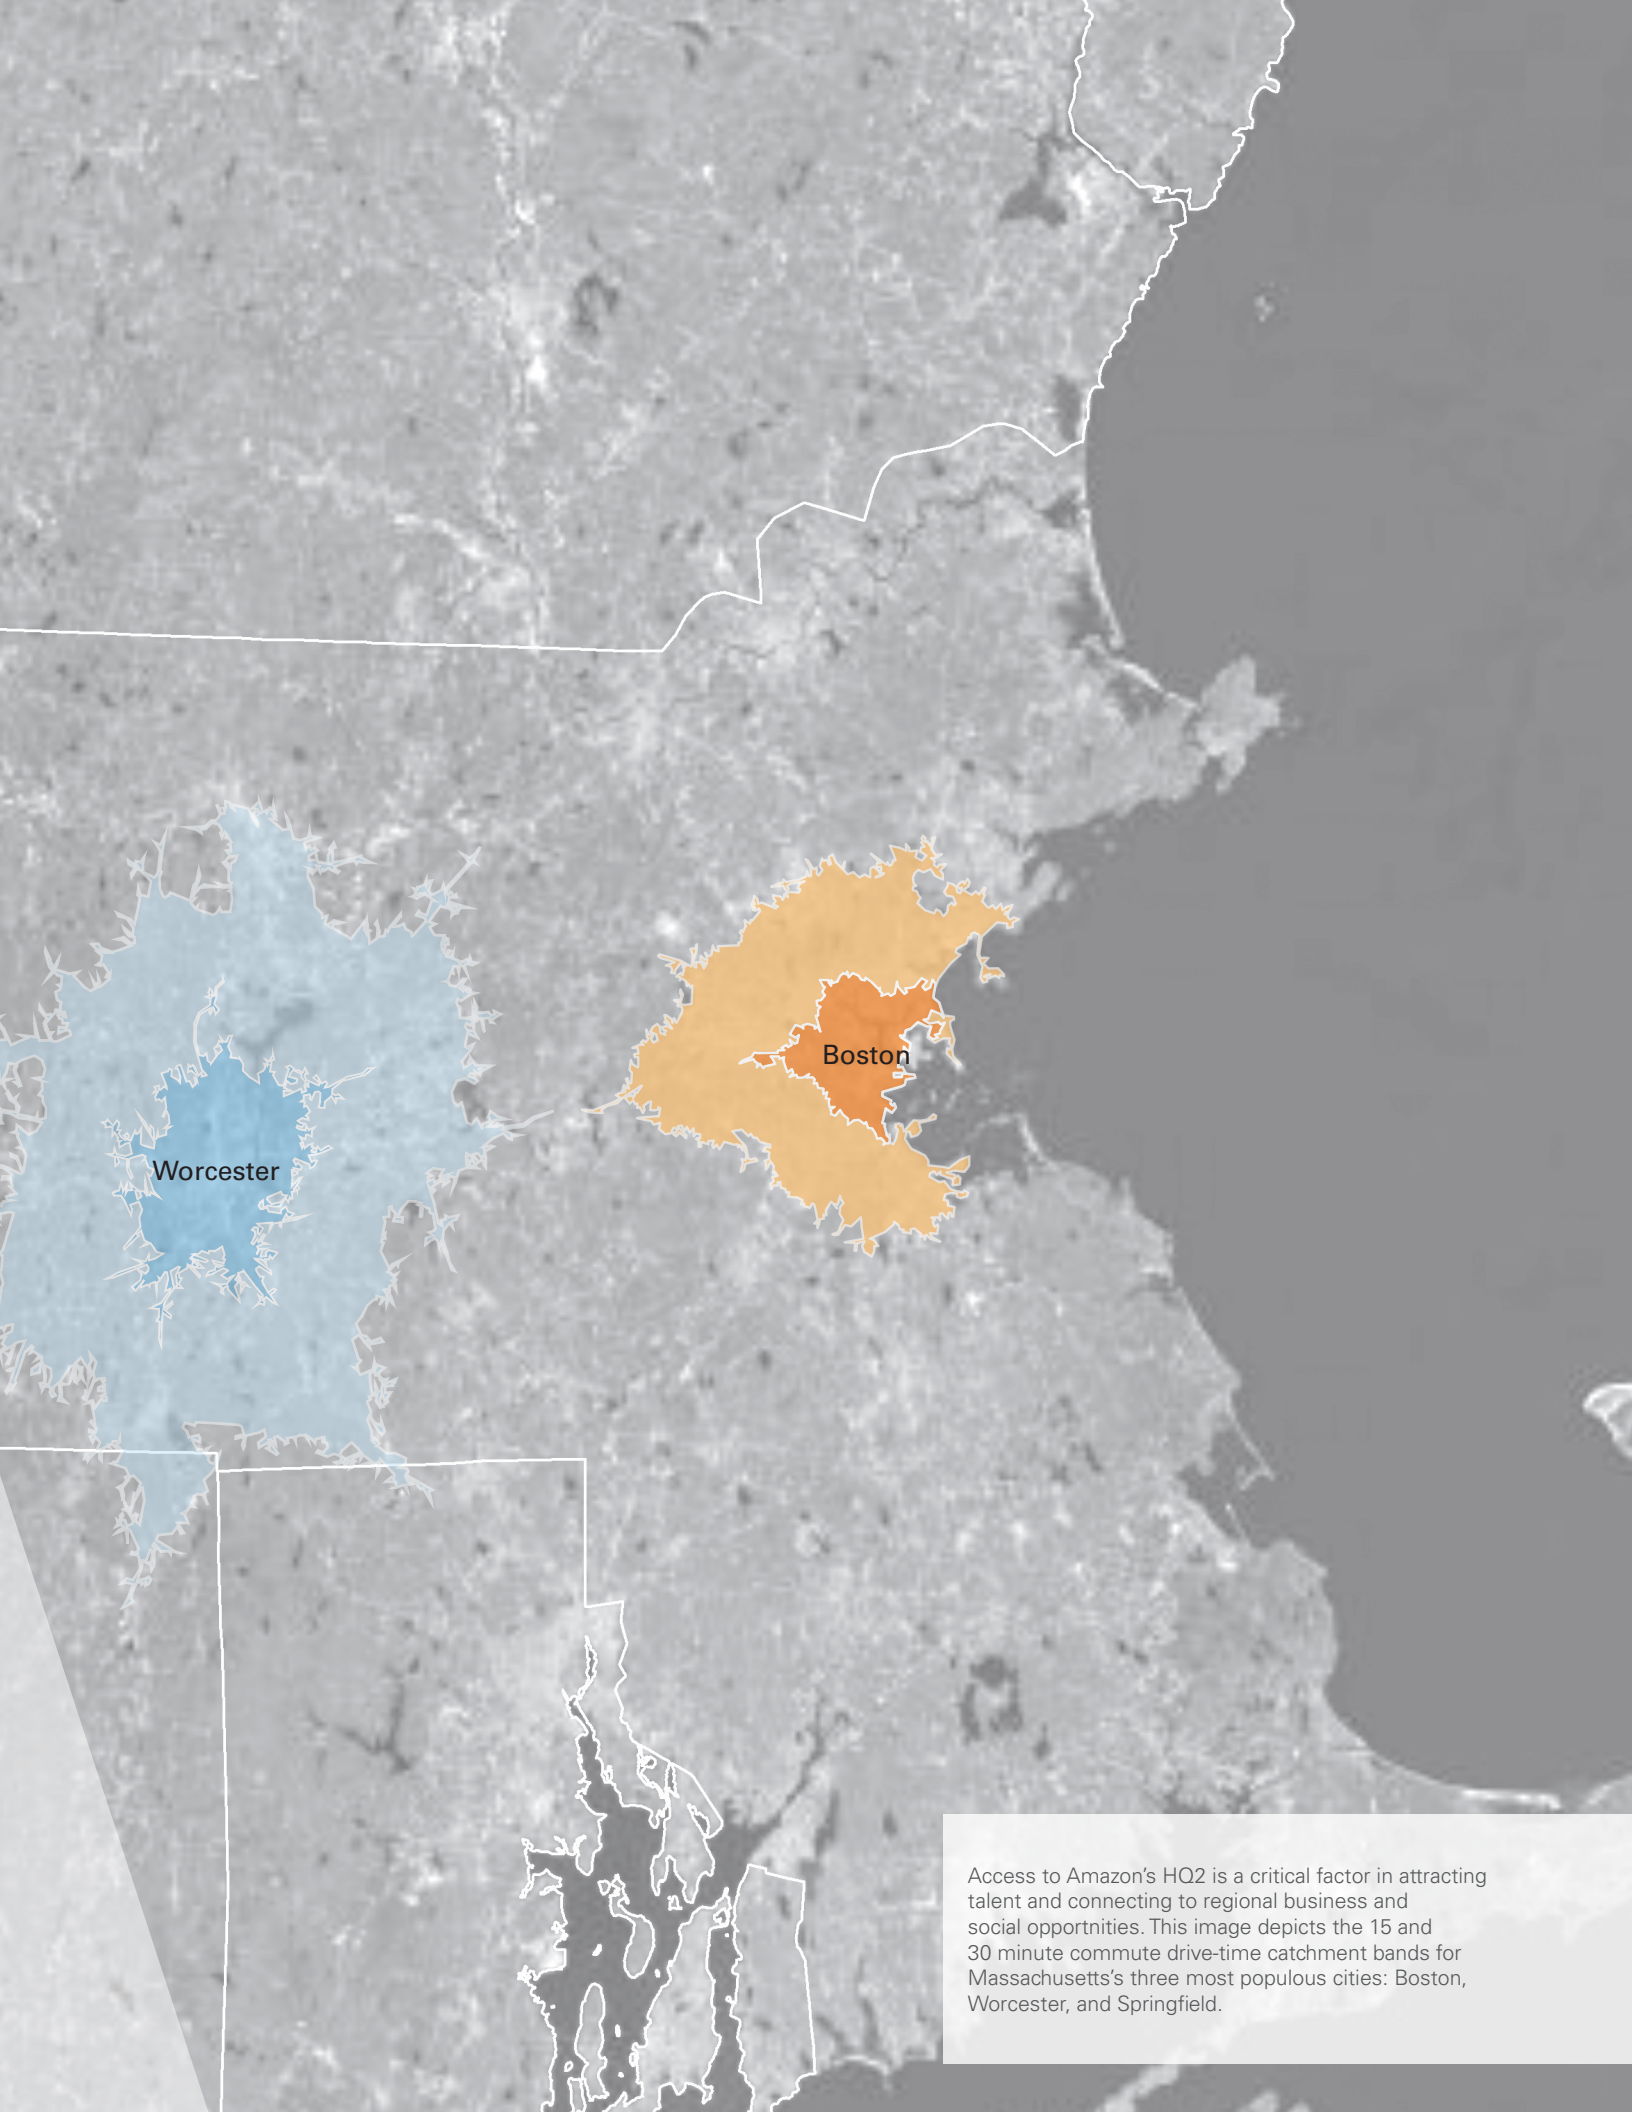 Boston
Worcester
Access to Amazon’s HQ2 is a critical factor in attracting
talent and connecting to regional business and
social opportnities. This image depicts the 15 and
30 minute commute drive-time catchment bands for
Massachusetts’s three most populous cities: Boston,
Worcester, and Springfield.